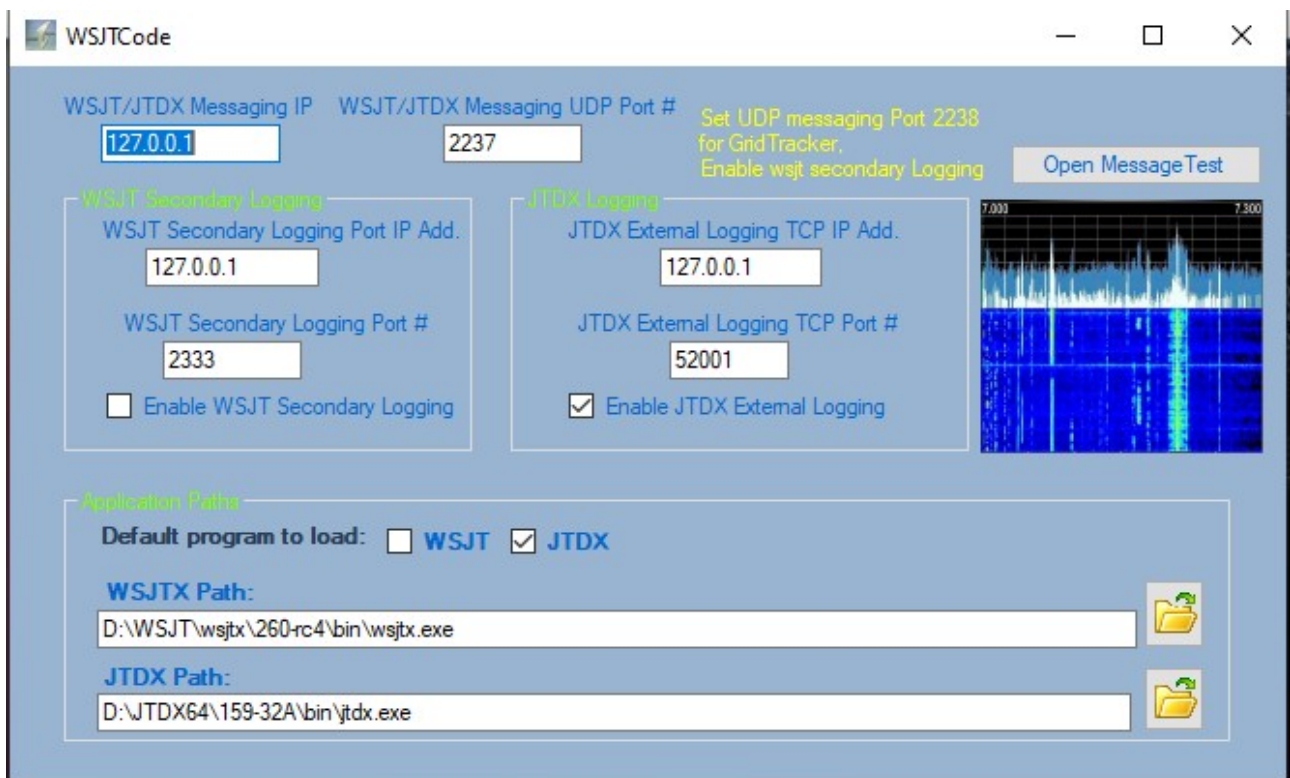 WSJTCode
WSJT/JTDX Messaging IP
WSJT/JTDX Messaging UDP Port #
127.0.0.1
2237
Set UDP messaging Port 2238
for GridTracker,
Enable wsjt secondary Logging
Open MessageTest
WSJT Secondary Logging
WSJT Secondary Logging Port IP Add.
127.0.0.1
WSJT Secondary Logging Port #
2333
Enable WSJT Secondary Logging
JTDX Logging
JTDX External Logging TCP IP Add.
127.0.0.1
JTDX External Logging TCP Port #
52001
Enable JTDX External Logging
7.000
7.300
Application Paths
Default program to load:
WSJT
JTDX
WSJTX Path:
D:\WSJT\wsjtx\260-rc4\bin\wsjtx.exe
JTDX Path:
D:\JTDX64\159-32A\bin\jtdx.exe